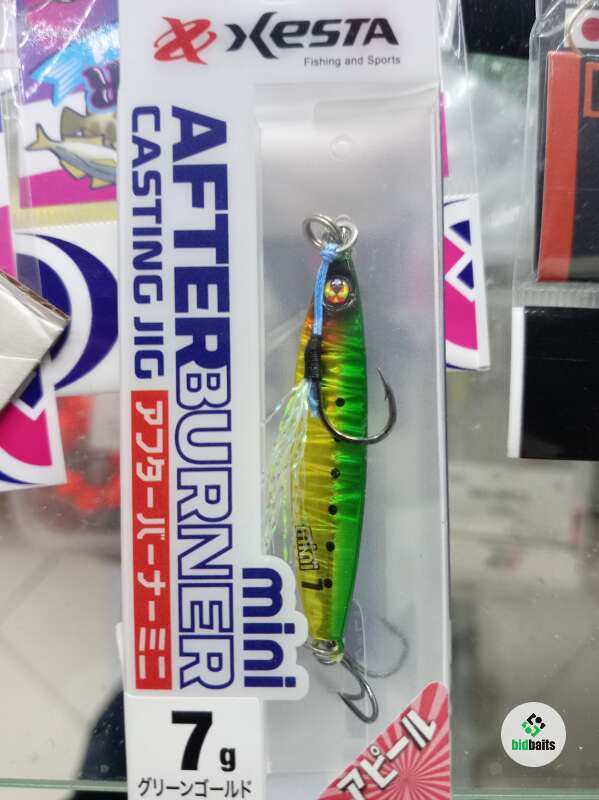 XESTA
Fishing and Sports
AFTERBURNER
mini
CASTING JIG
アフターバーナーミニ
mini 7
7g
グリーンゴールド
アピール
bidbaits